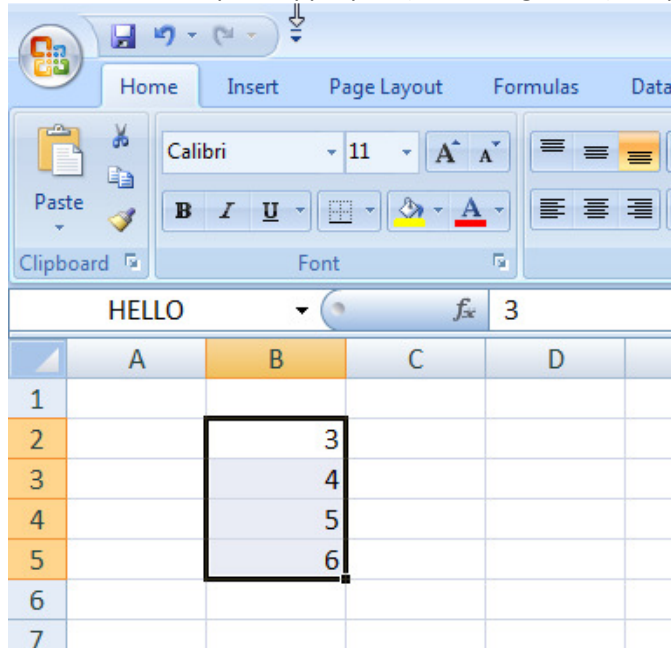 Home Insert Page Layout Formulas Data
Calibri 11 A A
Paste B I U A
Clipboard Font
HELLO fx 3
A B C D
1
2 3
3 4
4 5
5 6
6
7